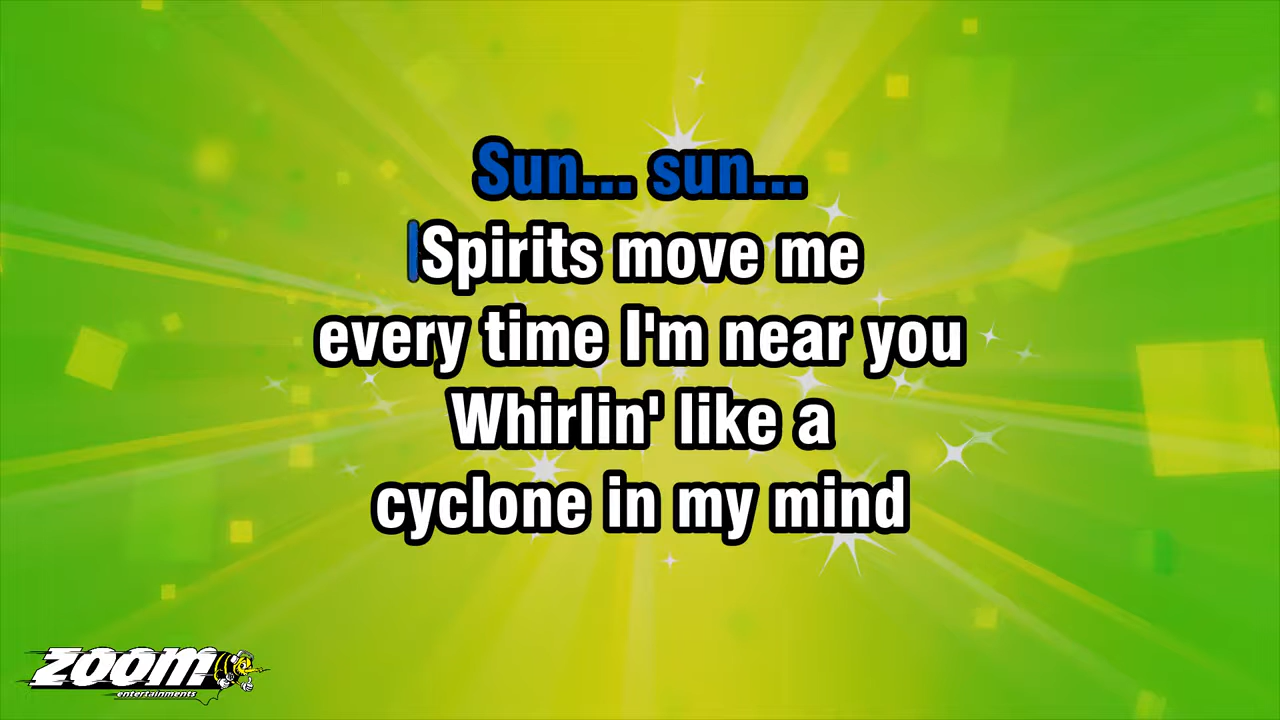 Sun... sun...
Spirits move me
every time I'm near you
Whirlin' like a
cyclone in my mind
zoom
entertainments